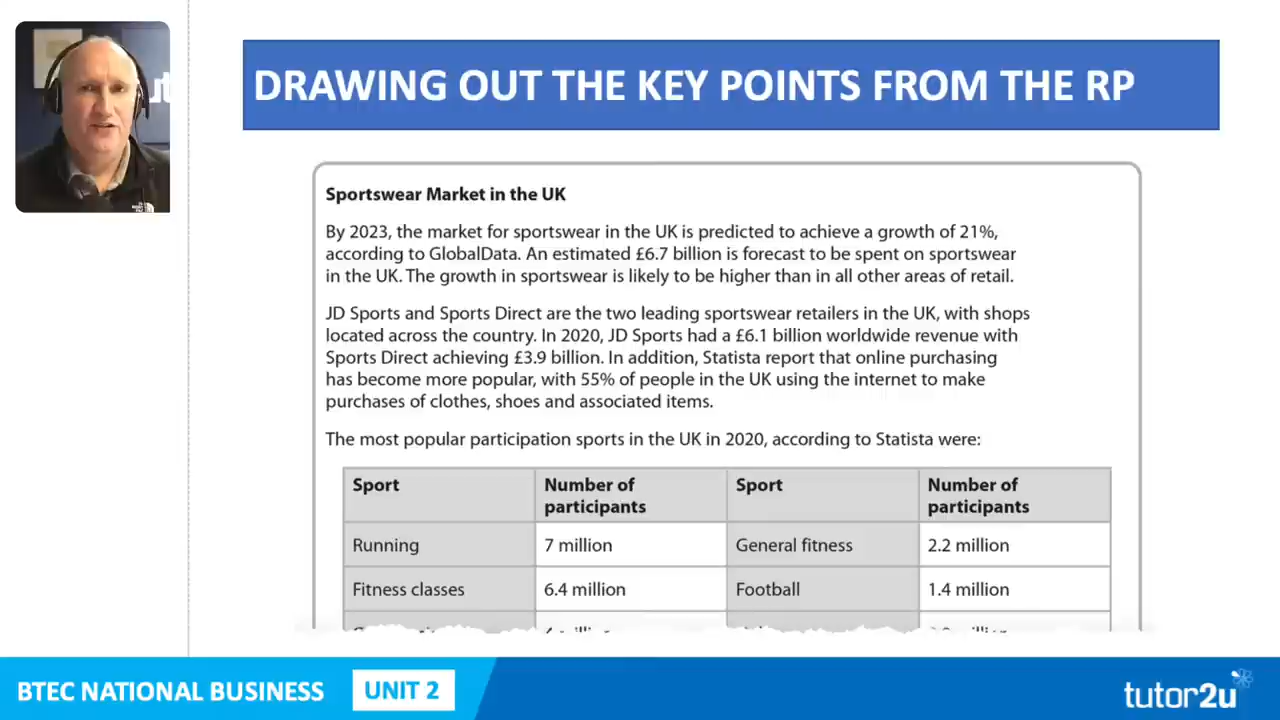 DRAWING OUT THE KEY POINTS FROM THE RP
Sportswear Market in the UK
By 2023, the market for sportswear in the UK is predicted to achieve a growth of 21%,
according to GlobalData. An estimated £6.7 billion is forecast to be spent on sportswear
in the UK. The growth in sportswear is likely to be higher than in all other areas of retail.
JD Sports and Sports Direct are the two leading sportswear retailers in the UK, with shops
located across the country. In 2020, JD Sports had a £6.1 billion worldwide revenue with
Sports Direct achieving £3.9 billion. In addition, Statista report that online purchasing
has become more popular, with 55% of people in the UK using the internet to make
purchases of clothes, shoes and associated items.
The most popular participation sports in the UK in 2020, according to Statista were:
Sport Number of participants Sport Number of participants
Running 7 million General fitness 2.2 million
Fitness classes 6.4 million Football 1.4 million
BTEC NATIONAL BUSINESS UNIT 2
tutor2u